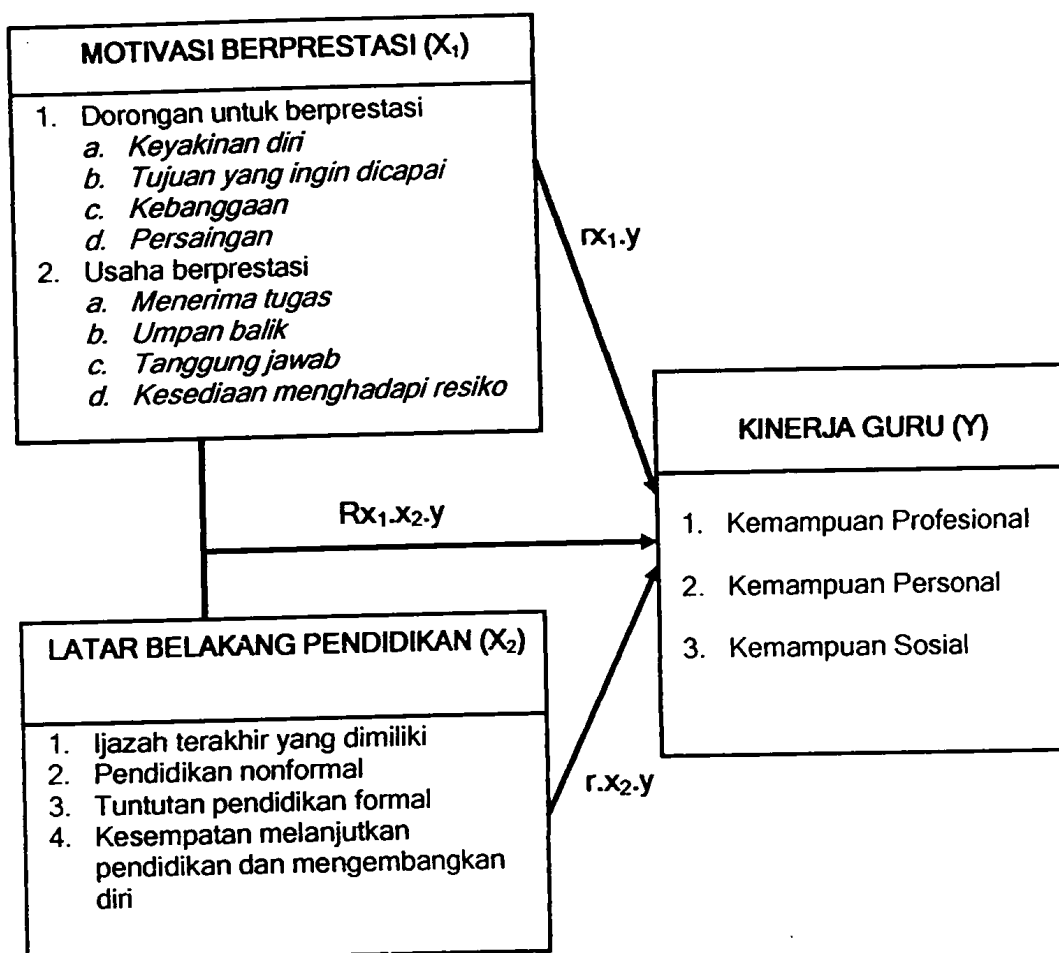 MOTIVASI BERPRESTASI (X₁)
1. Dorongan untuk berprestasi
a. Keyakinan diri
b. Tujuan yang ingin dicapai
c. Kebanggaan
d. Persaingan
2. Usaha berprestasi
a. Menerima tugas
b. Umpan balik
c. Tanggung jawab
d. Kesediaan menghadapi resiko
rx₁.y
Rx₁.x₂.y
LATAR BELAKANG PENDIDIKAN (X₂)
1. Ijazah terakhir yang dimiliki
2. Pendidikan nonformal
3. Tuntutan pendidikan formal
4. Kesempatan melanjutkan
pendidikan dan mengembangkan
diri
r.x₂.y
KINERJA GURU (Y)
1. Kemampuan Profesional
2. Kemampuan Personal
3. Kemampuan Sosial